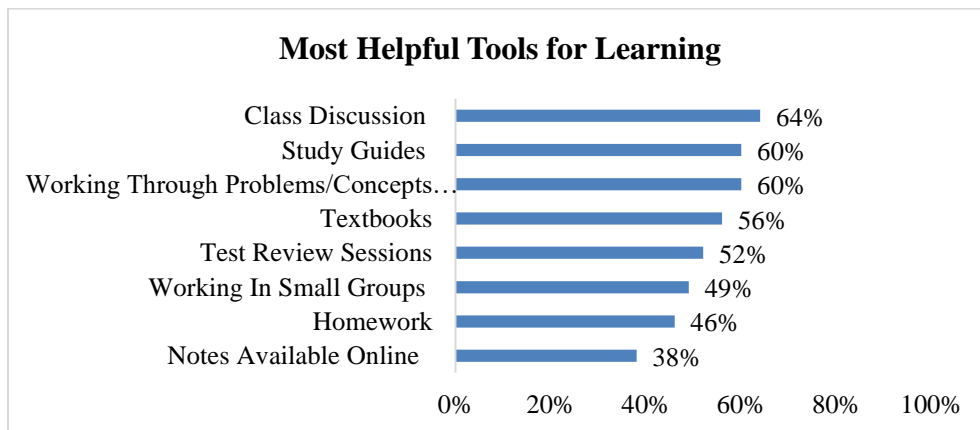 Most Helpful Tools for Learning
Class Discussion 64%
Study Guides 60%
Working Through Problems/Concepts… 60%
Textbooks 56%
Test Review Sessions 52%
Working In Small Groups 49%
Homework 46%
Notes Available Online 38%
0% 20% 40% 60% 80% 100%